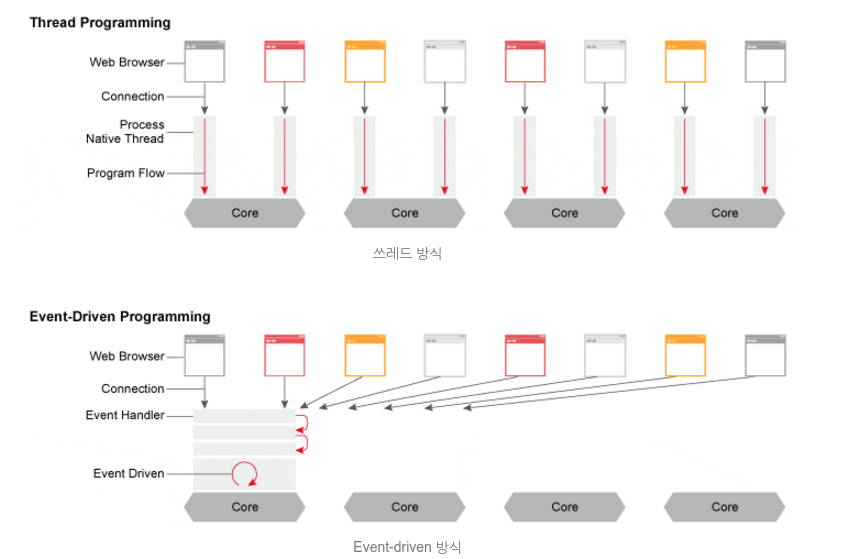 Thread Programming
Web Browser
Connection
Process
Native Thread
Program Flow
Core Core Core Core
쓰레드 방식
Event-Driven Programming
Web Browser
Connection
Event Handler
Event Driven
Core Core Core Core
Event-driven 방식